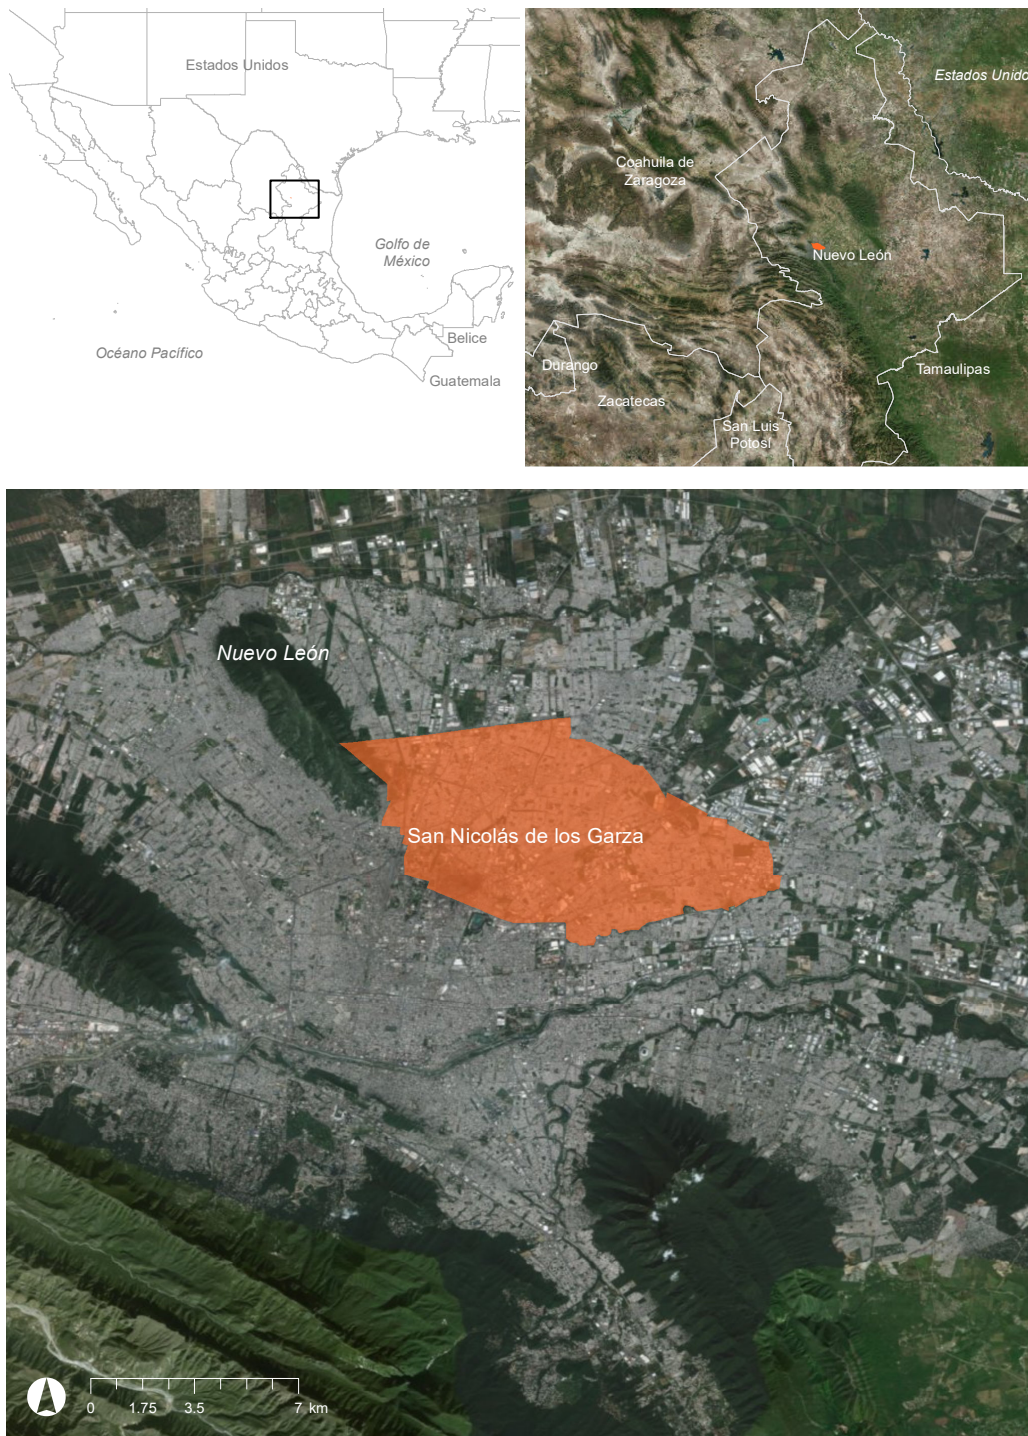 Estados Unidos
Golfo de
México
Océano Pacífico
Belice
Guatemala
Estados Unido
Coahuila de
Zaragoza
Nuevo León
Durango
Zacatecas
San Luis
Potosí
Tamaulipas
Nuevo León
San Nicolás de los Garza
0 1.75 3.5 7 km